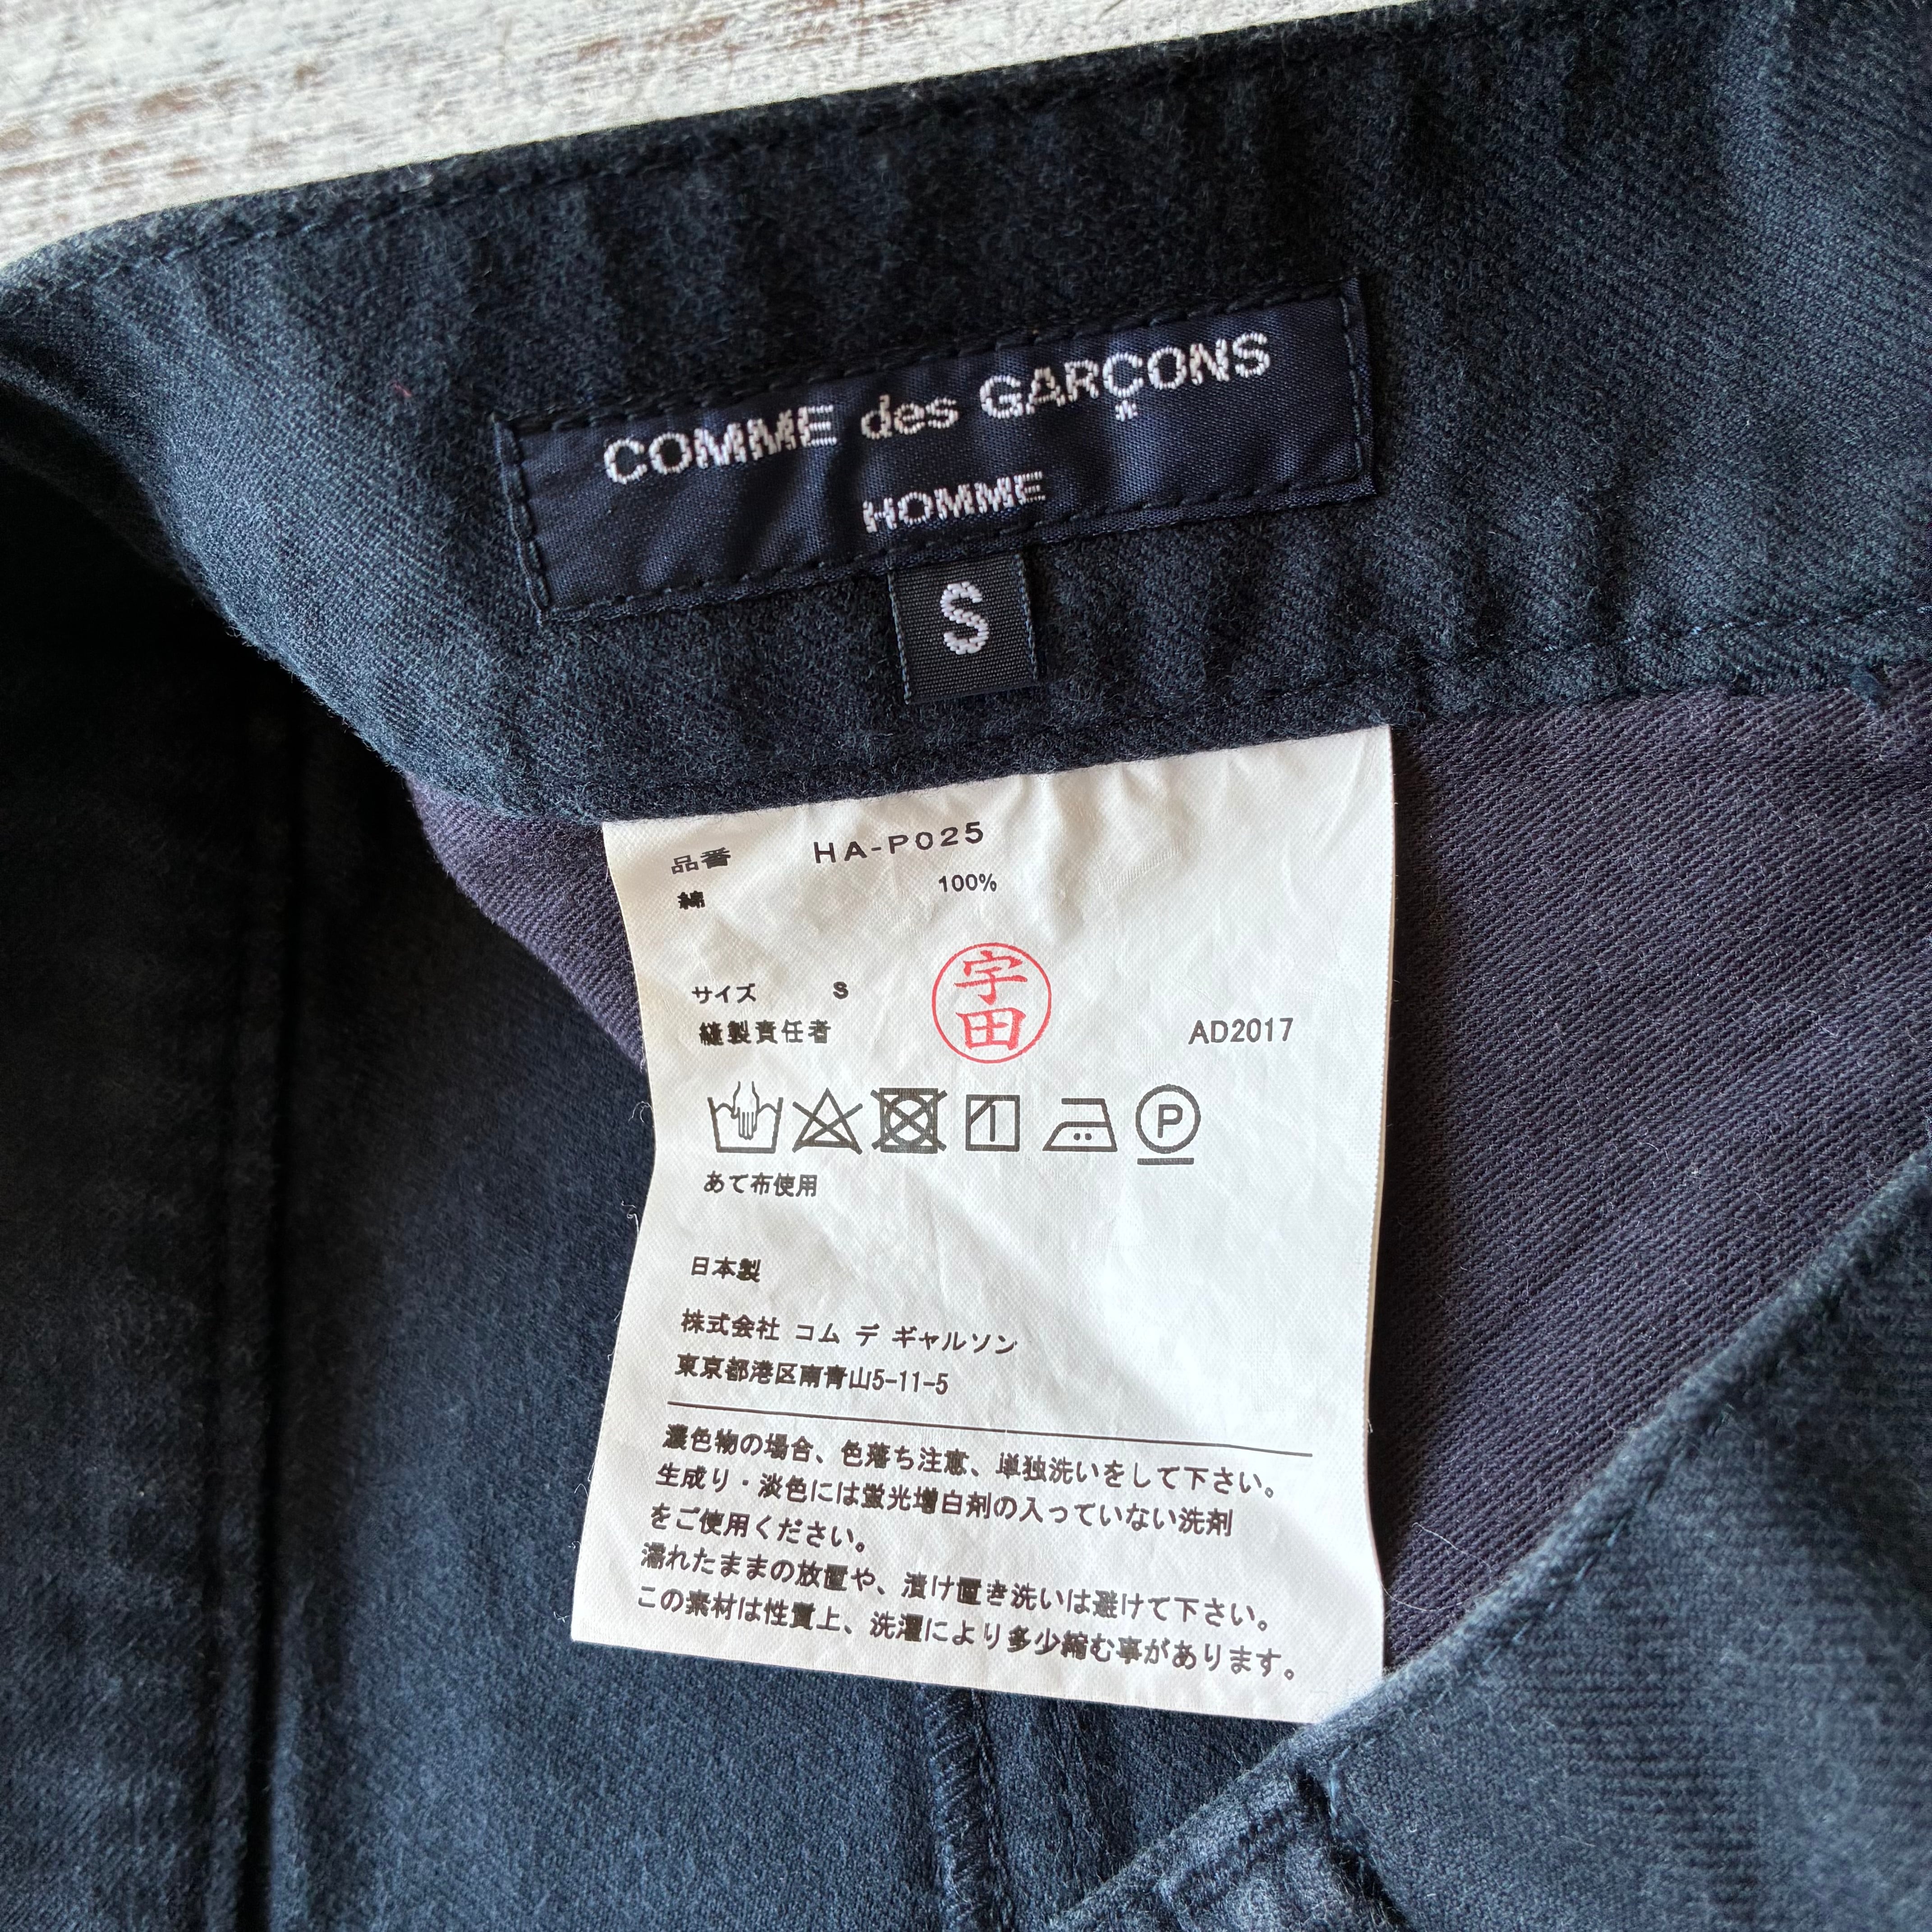 COMME des GARÇONS
*
HOMME
S
品番 HA-P025
綿 100%
サイズ S
宇田
縫製責任者 AD2017
P
あて布使用
日本製
株式会社 コム デ ギャルソン
東京都港区南青山5-11-5
濃色物の場合、色落ち注意、単独洗いをして下さい。
生成り・淡色には蛍光増白剤の入っていない洗剤
をご使用ください。
濡れたままの放置や、漬け置き洗いは避けて下さい。
この素材は性質上、洗濯により多少縮む事があります。